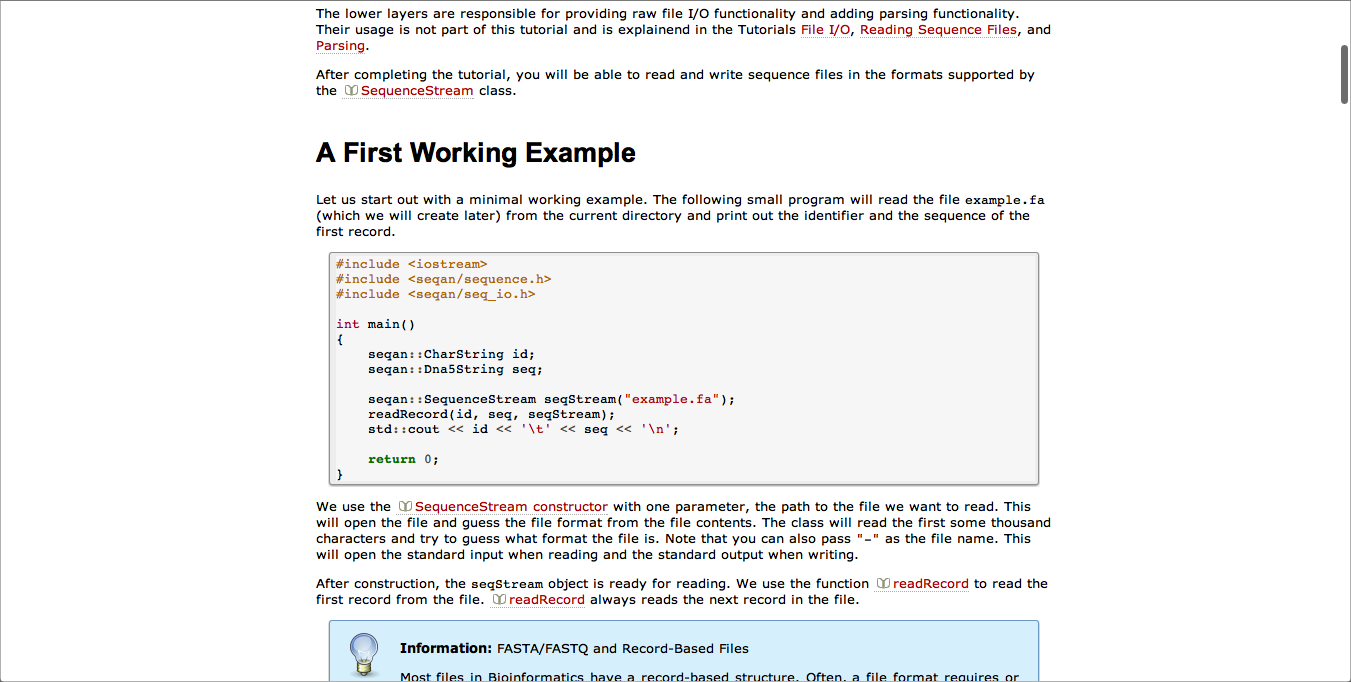 The lower layers are responsible for providing raw file I/O functionality and adding parsing functionality.
Their usage is not part of this tutorial and is explainend in the Tutorials File I/O, Reading Sequence Files, and
Parsing.
After completing the tutorial, you will be able to read and write sequence files in the formats supported by
the SequenceStream class.
A First Working Example
Let us start out with a minimal working example. The following small program will read the file example.fa
(which we will create later) from the current directory and print out the identifier and the sequence of the
first record.
#include <iostream>
#include <seqan/sequence.h>
#include <seqan/seq_io.h>
int main()
{
    seqan::CharString id;
    seqan::Dna5String seq;
    seqan::SequenceStream seqStream("example.fa");
    readRecord(id, seq, seqStream);
    std::cout << id << '\t' << seq << '\n';
    return 0;
}
We use the SequenceStream constructor with one parameter, the path to the file we want to read. This
will open the file and guess the file format from the file contents. The class will read the first some thousand
characters and try to guess what format the file is. Note that you can also pass "-" as the file name. This
will open the standard input when reading and the standard output when writing.
After construction, the seqStream object is ready for reading. We use the function readRecord to read the
first record from the file. readRecord always reads the next record in the file.
Information: FASTA/FASTQ and Record-Based Files
Most files in Bioinformatics have a record-based structure. Often, a file format requires or